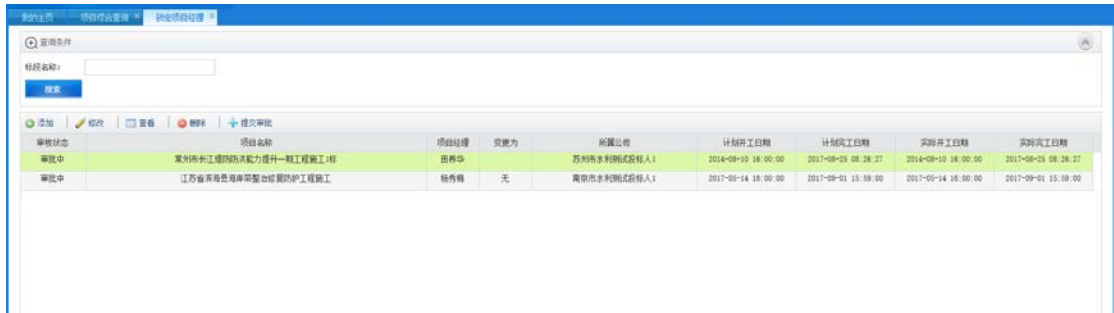 我的主页 项目综合查询 锁定项目经理
查询条件
标段名称:
搜索
添加 修改 查看 删除 提交审批
审核状态 项目名称 项目经理 变更为 所属公司 计划开工日期 计划完工日期 实际开工日期 实际完工日期
审批中 常州市长江堤防防洪能力提升一期工程施工1标 田寿华 苏州市水利测试投标人1 2014-08-10 16:00:00 2017-08-25 08:26:27 2014-08-10 16:00:00 2017-08-25 08:26:27
审批中 江苏省滨海县海岸带整治修复防护工程施工 杨秀梅 无 南京市水利测试投标人1 2017-05-14 16:00:00 2017-09-01 15:59:00 2017-05-14 16:00:00 2017-09-01 15:59:00